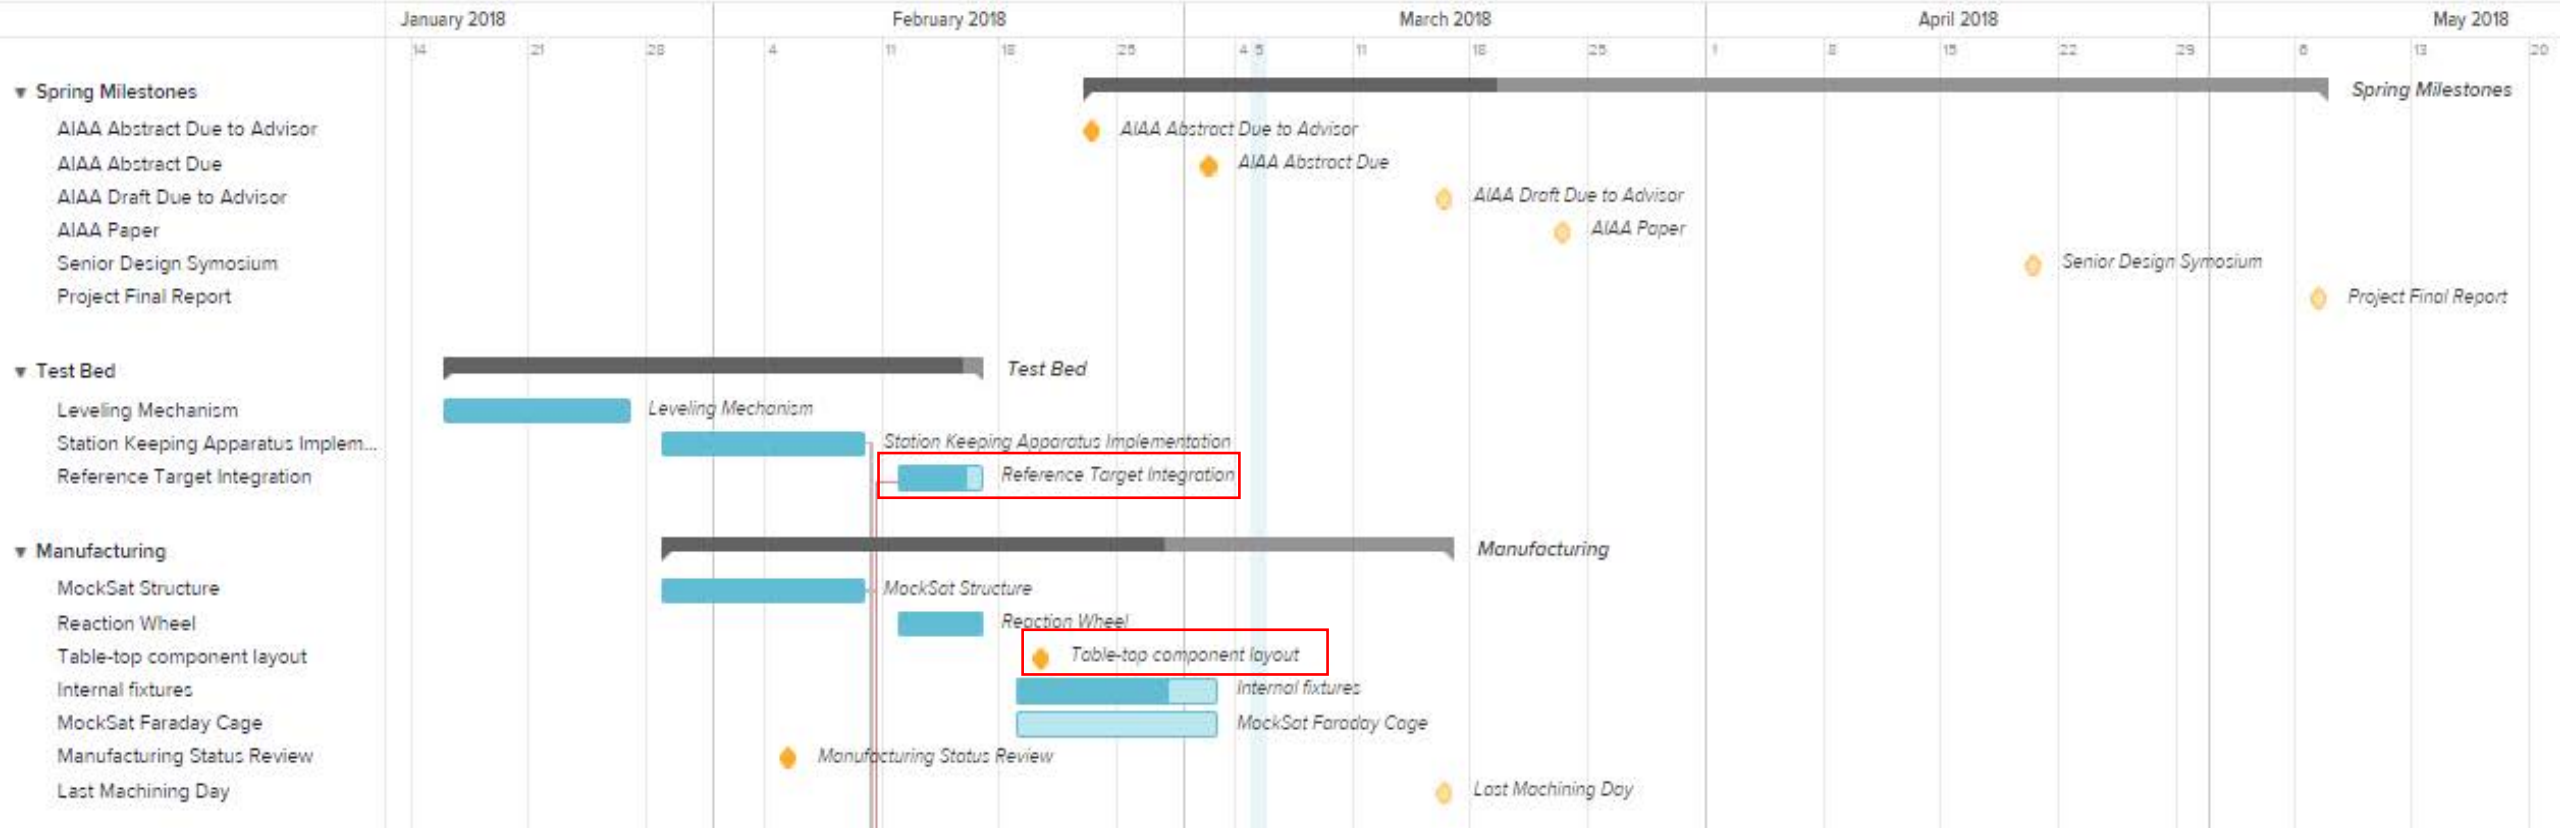 January 2018 February 2018 March 2018 April 2018 May 2018
14 21 28 4 11 18 25 4 5 11 18 25 1 8 15 22 29 6 13 20
Spring Milestones Spring Milestones
AIAA Abstract Due to Advisor AIAA Abstract Due to Advisor
AIAA Abstract Due AIAA Abstract Due
AIAA Draft Due to Advisor AIAA Draft Due to Advisor
AIAA Paper AIAA Paper
Senior Design Symosium Senior Design Symosium
Project Final Report Project Final Report
Test Bed Test Bed
Leveling Mechanism Leveling Mechanism
Station Keeping Apparatus Implem... Station Keeping Apparatus Implementation
Reference Target Integration Reference Target Integration
Manufacturing Manufacturing
MockSat Structure MockSat Structure
Reaction Wheel Reaction Wheel
Table-top component layout Table-top component layout
Internal fixtures Internal fixtures
MockSat Faraday Cage MockSat Faraday Cage
Manufacturing Status Review Manufacturing Status Review
Last Machining Day Last Machining Day